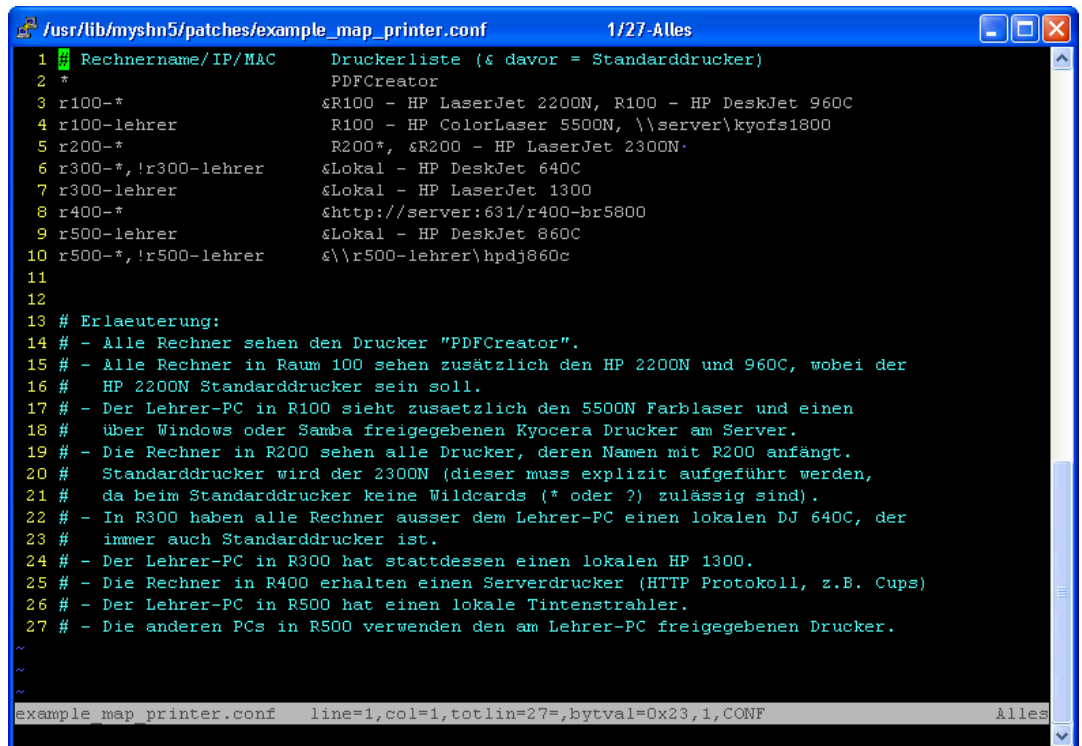 /usr/lib/myshn5/patches/example_map_printer.conf 1/27-Alles
1 # Rechnername/IP/MAC Druckerliste (& davor = Standarddrucker)
2 * PDFCreator
3 r100-* &R100 - HP LaserJet 2200N, R100 - HP DeskJet 960C
4 r100-lehrer R100 - HP ColorLaser 5500N, \\server\kyofs1800
5 r200-* R200*, &R200 - HP LaserJet 2300N·
6 r300-*,!r300-lehrer &Lokal - HP DeskJet 640C
7 r300-lehrer &Lokal - HP LaserJet 1300
8 r400-* &http://server:631/r400-br5800
9 r500-lehrer &Lokal - HP DeskJet 860C
10 r500-*,!r500-lehrer &\\r500-lehrer\hpdj860c
11
12
13 # Erlaeuterung:
14 # - Alle Rechner sehen den Drucker "PDFCreator".
15 # - Alle Rechner in Raum 100 sehen zusätzlich den HP 2200N und 960C, wobei der
16 # HP 2200N Standarddrucker sein soll.
17 # - Der Lehrer-PC in R100 sieht zusaetzlich den 5500N Farblaser und einen
18 # über Windows oder Samba freigegebenen Kyocera Drucker am Server.
19 # - Die Rechner in R200 sehen alle Drucker, deren Namen mit R200 anfängt.
20 # Standarddrucker wird der 2300N (dieser muss explizit aufgeführt werden,
21 # da beim Standarddrucker keine Wildcards (* oder ?) zulässig sind).
22 # - In R300 haben alle Rechner ausser dem Lehrer-PC einen lokalen DJ 640C, der
23 # immer auch Standarddrucker ist.
24 # - Der Lehrer-PC in R300 hat stattdessen einen lokalen HP 1300.
25 # - Die Rechner in R400 erhalten einen Serverdrucker (HTTP Protokoll, z.B. Cups)
26 # - Der Lehrer-PC in R500 hat einen lokale Tintenstrahler.
27 # - Die anderen PCs in R500 verwenden den am Lehrer-PC freigegebenen Drucker.
~
~
~
example_map_printer.conf line=1,col=1,totlin=27=,bytval=0x23,1,CONF Alles